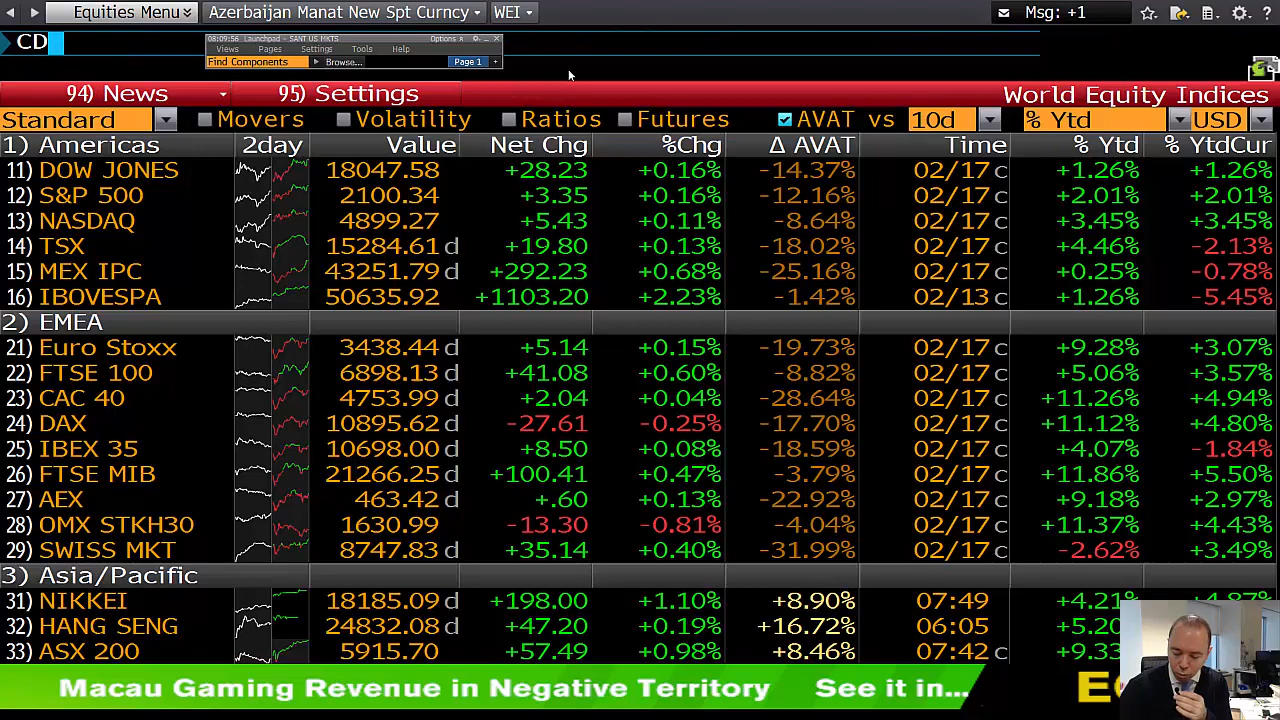 Equities Menu Azerbaijan Manat New Spt Curncy WEI Msg: +1 ?
CD
08:09:56 Launchpad - SANT US MKTS Options
Views Pages Settings Tools Help
Find Components Browse... Page 1 +
94) News 95) Settings World Equity Indices
Standard Movers Volatility Ratios Futures AVAT vs 10d % Ytd USD
1) Americas 2day Value Net Chg %Chg Δ AVAT Time % Ytd % YtdCur
11) DOW JONES 18047.58 +28.23 +0.16% -14.37% 02/17 c +1.26% +1.26%
12) S&P 500 2100.34 +3.35 +0.16% -12.16% 02/17 c +2.01% +2.01%
13) NASDAQ 4899.27 +5.43 +0.11% -8.64% 02/17 c +3.45% +3.45%
14) TSX 15284.61 d +19.80 +0.13% -18.02% 02/17 c +4.46% -2.13%
15) MEX IPC 43251.79 d +292.23 +0.68% -25.16% 02/17 c +0.25% -0.78%
16) IBOVESPA 50635.92 +1103.20 +2.23% -1.42% 02/13 c +1.26% -5.45%
2) EMEA
21) Euro Stoxx 3438.44 d +5.14 +0.15% -19.73% 02/17 c +9.28% +3.07%
22) FTSE 100 6898.13 d +41.08 +0.60% -8.82% 02/17 c +5.06% +3.57%
23) CAC 40 4753.99 d +2.04 +0.04% -28.64% 02/17 c +11.26% +4.94%
24) DAX 10895.62 d -27.61 -0.25% -17.70% 02/17 c +11.12% +4.80%
25) IBEX 35 10698.00 d +8.50 +0.08% -18.59% 02/17 c +4.07% -1.84%
26) FTSE MIB 21266.25 d +100.41 +0.47% -3.79% 02/17 c +11.86% +5.50%
27) AEX 463.42 d +.60 +0.13% -22.92% 02/17 c +9.18% +2.97%
28) OMX STKH30 1630.99 -13.30 -0.81% -4.04% 02/17 c +11.37% +4.43%
29) SWISS MKT 8747.83 d +35.14 +0.40% -31.99% 02/17 c -2.62% +3.49%
3) Asia/Pacific
31) NIKKEI 18185.09 d +198.00 +1.10% +8.90% 07:49 +4.21%
32) HANG SENG 24832.08 d +47.20 +0.19% +16.72% 06:05 +5.20
33) ASX 200 5915.70 +57.49 +0.98% +8.46% 07:42 +9.33
Macau Gaming Revenue in Negative Territory See it in...